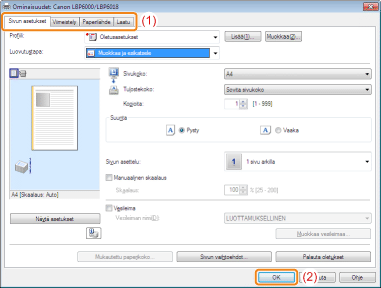 Ominaisuudet: Canon LBP6000/LBP6018
Sivun asetukset Viimeistely Paperilähde Laatu (1)
Profiili: Oletusasetukset Lisää(1)... Muokkaa(2)...
Luovutustapa: Muokkaa ja esikatsele
Sivukoko: A4
Tulostekoko: Sovita sivukoko
Kopioita: 1 [1 - 999]
Suunta
A Pysty A Vaaka
Sivun asettelu: 1 1 sivu arkilla
Manuaalinen skaalaus
Skaalaus: 100 % [25 - 200]
A4 [Skaalaus: Auto]
Vesileima
Näytä asetukset Vesileiman nimi: LUOTTAMUKSELLINEN
Muokkaa vesileimaa...
Mukautettu paperikoko... Sivun vaihtoehdot... Palauta oletukset
OK (2) uta Ohje